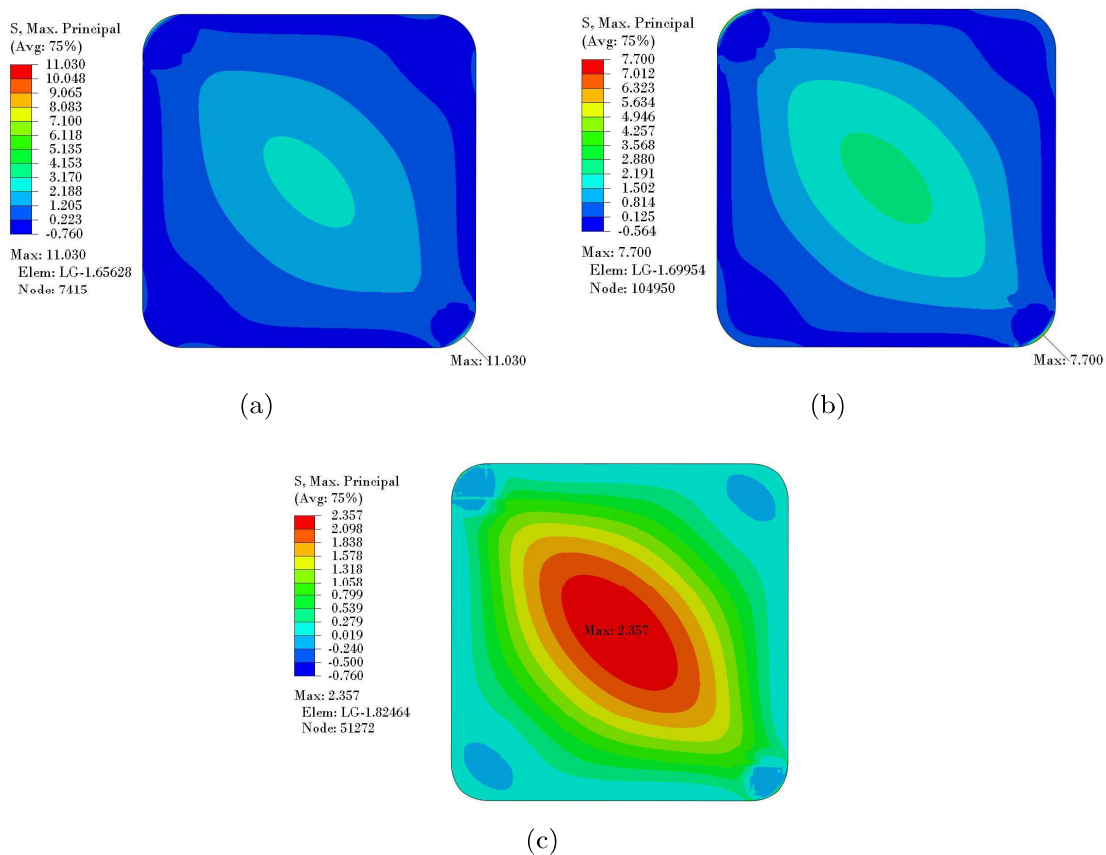 S, Max. Principal
(Avg: 75%)
11.030
10.048
9.065
8.083
7.100
6.118
5.135
4.153
3.170
2.188
1.205
0.223
-0.760
Max: 11.030
Elem: LG-1.65628
Node: 7415
Max: 11.030
(a)
S, Max. Principal
(Avg: 75%)
7.700
7.012
6.323
5.634
4.946
4.257
3.568
2.880
2.191
1.502
0.814
0.125
-0.564
Max: 7.700
Elem: LG-1.69954
Node: 104950
Max: 7.700
(b)
S, Max. Principal
(Avg: 75%)
2.357
2.098
1.838
1.578
1.318
1.058
0.799
0.539
0.279
0.019
-0.240
-0.500
-0.760
Max: 2.357
Elem: LG-1.82464
Node: 51272
Max: 2.357
(c)